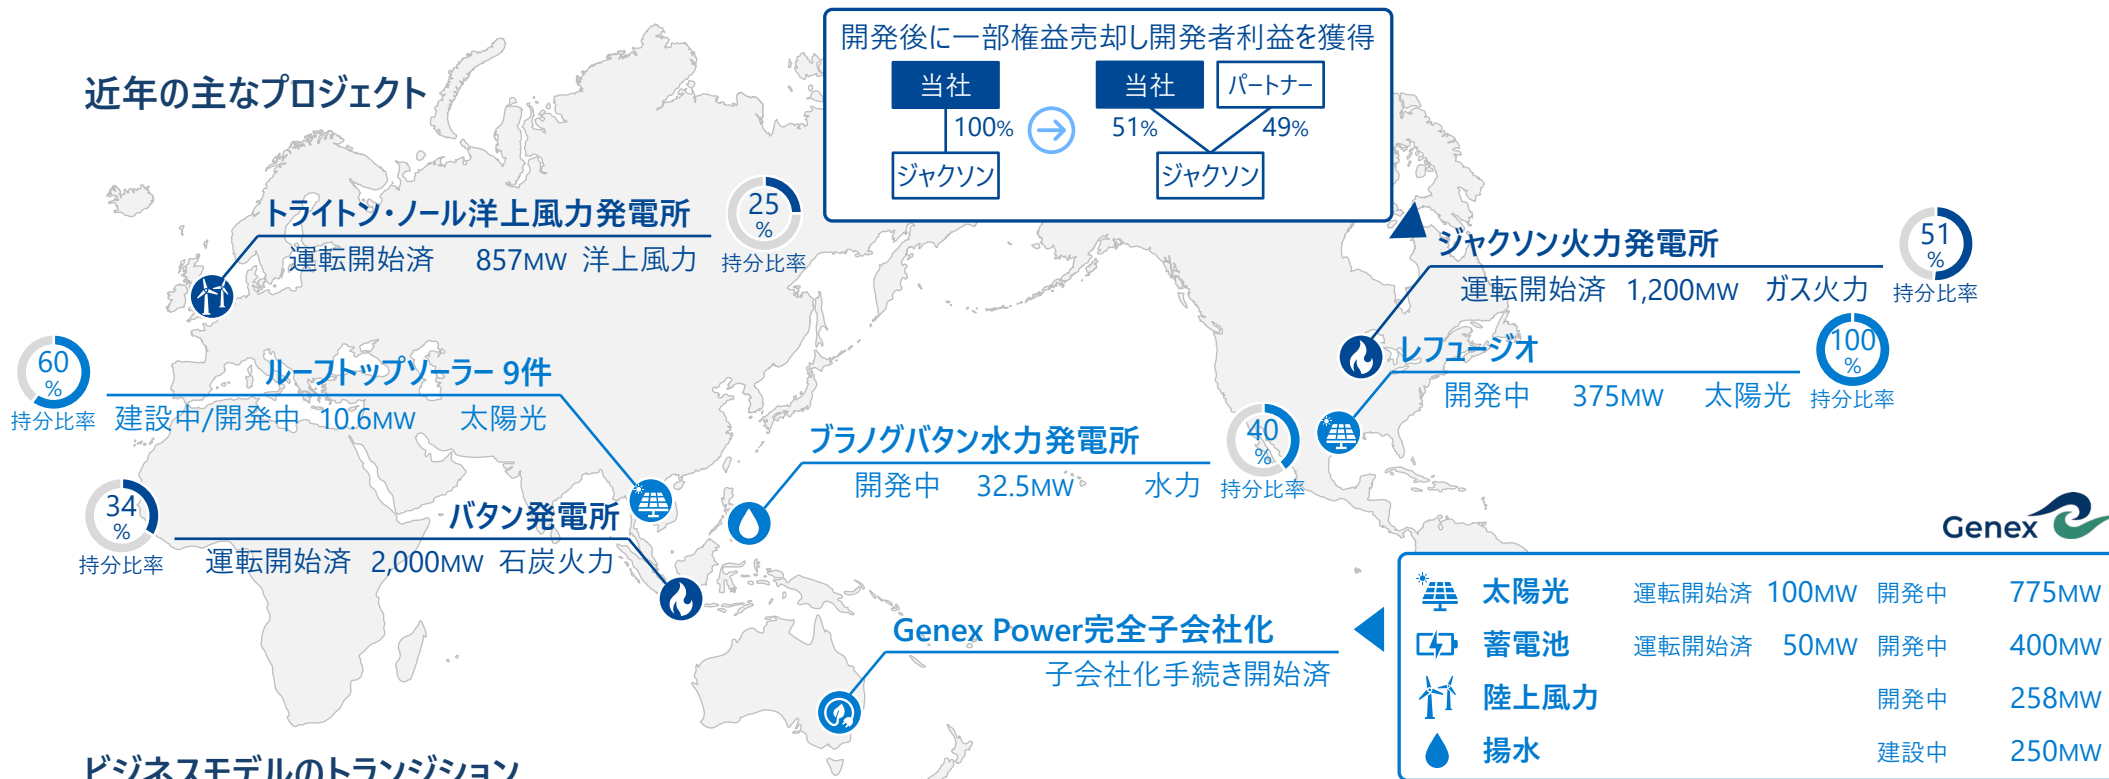 近年の主なプロジェクト
開発後に一部権益売却し開発者利益を獲得
当社
100%
ジャクソン
当社 パートナー
51% 49%
ジャクソン
トライトン・ノール洋上風力発電所
運転開始済 857MW 洋上風力
25
%
持分比率
ジャクソン火力発電所
運転開始済 1,200MW ガス火力
51
%
持分比率
60
%
持分比率
ルーフトップソーラー 9件
建設中/開発中 10.6MW 太陽光
レフュージオ
開発中 375MW 太陽光
100
%
持分比率
ブラノグバタン水力発電所
開発中 32.5MW 水力
40
%
持分比率
34
%
持分比率
バタン発電所
運転開始済 2,000MW 石炭火力
Genex Power完全子会社化
子会社化手続き開始済
Genex
太陽光 運転開始済 100MW 開発中 775MW
蓄電池 運転開始済 50MW 開発中 400MW
陸上風力 開発中 258MW
揚水 建設中 250MW
ビジネスモデルのトランジション